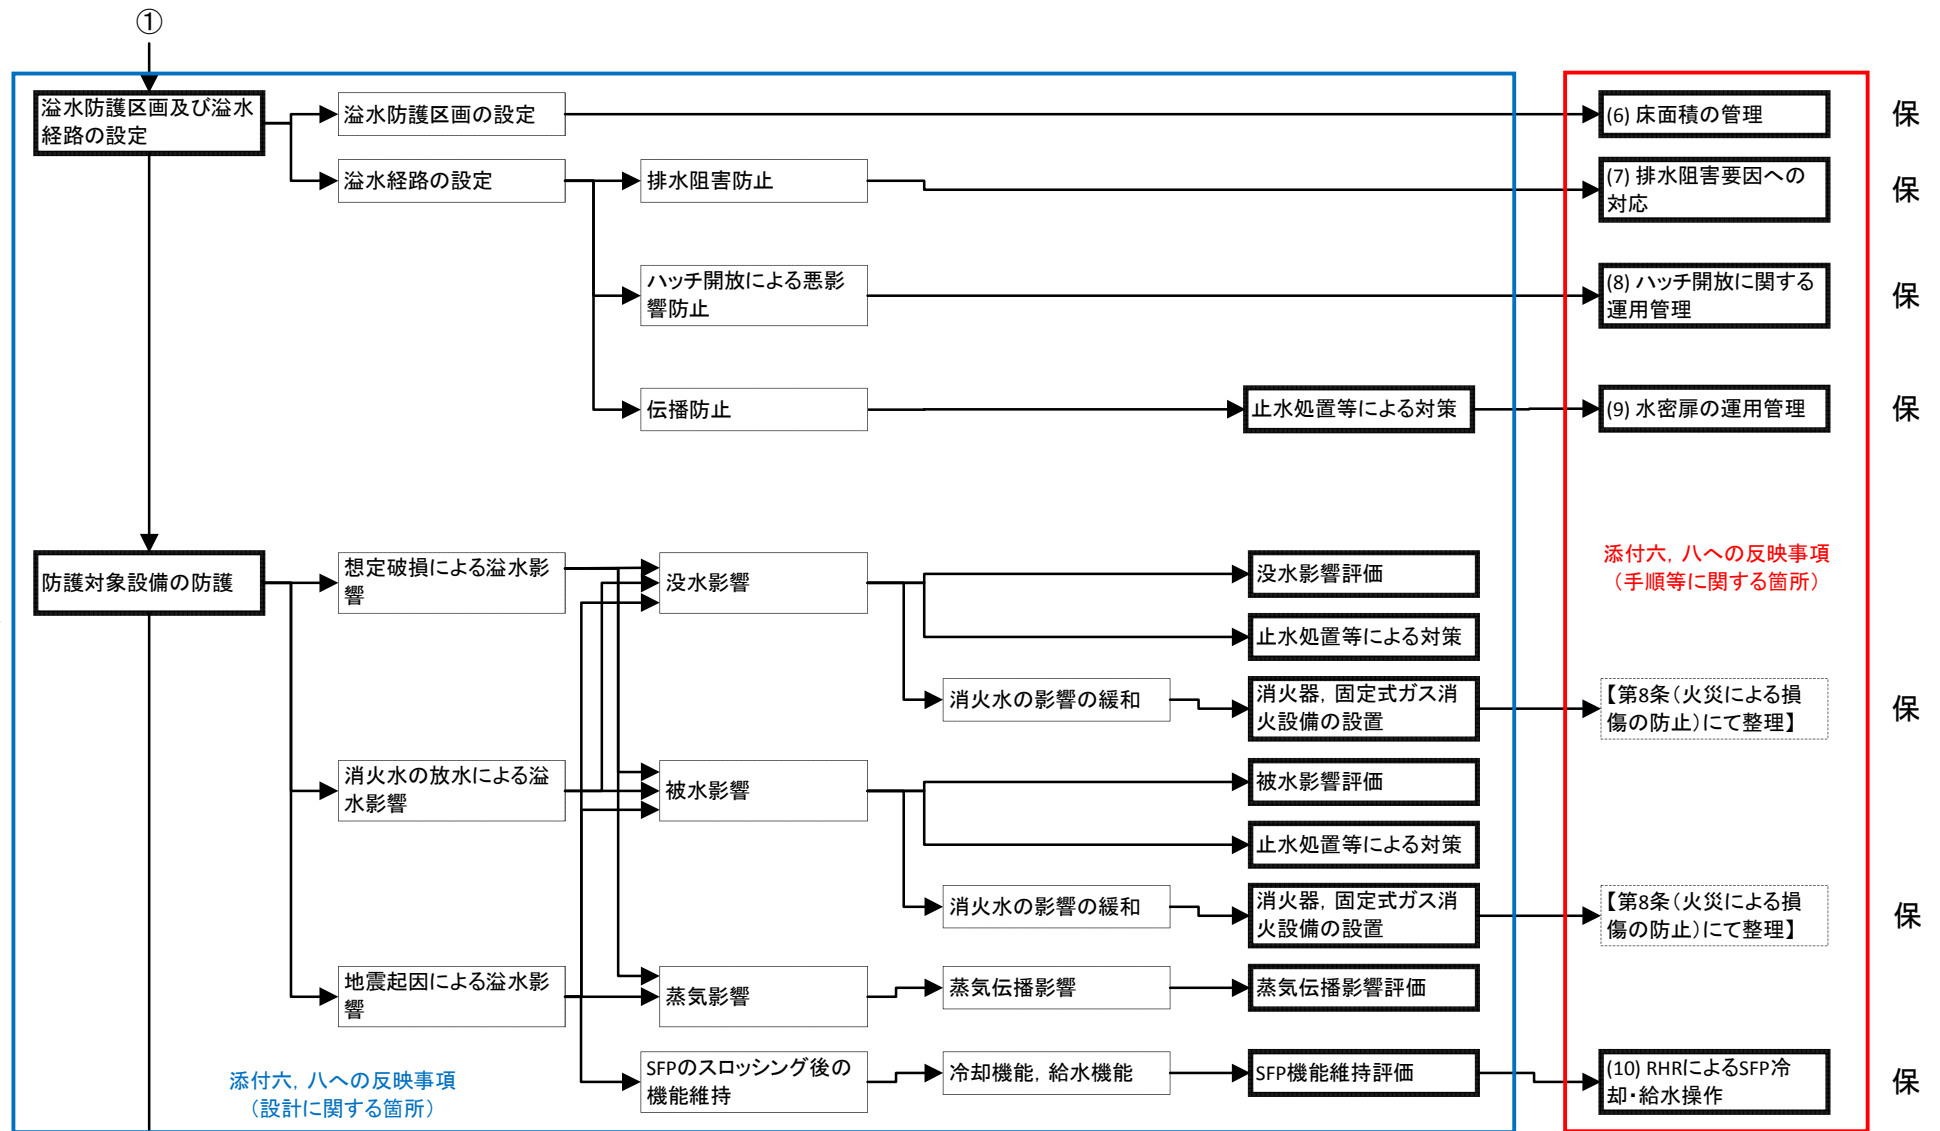 ①
溢水防護区画及び溢水
経路の設定
溢水防護区画の設定
(6) 床面積の管理
保
溢水経路の設定
排水阻害防止
(7) 排水阻害要因への
対応
保
ハッチ開放による悪影
響防止
(8) ハッチ開放に関する
運用管理
保
伝播防止
止水処置等による対策
(9) 水密扉の運用管理
保
防護対象設備の防護
想定破損による溢水影
響
没水影響
没水影響評価
添付六，八への反映事項
（手順等に関する箇所）
止水処置等による対策
消火水の影響の緩和
消火器，固定式ガス消
火設備の設置
【第8条（火災による損
傷の防止）にて整理】
保
消火水の放水による溢
水影響
被水影響
被水影響評価
止水処置等による対策
消火水の影響の緩和
消火器，固定式ガス消
火設備の設置
【第8条（火災による損
傷の防止）にて整理】
保
地震起因による溢水影
響
蒸気影響
蒸気伝播影響
蒸気伝播影響評価
SFPのスロッシング後の
機能維持
冷却機能，給水機能
SFP機能維持評価
(10) RHRによるSFP冷
却・給水操作
保
添付六，八への反映事項
（設計に関する箇所）